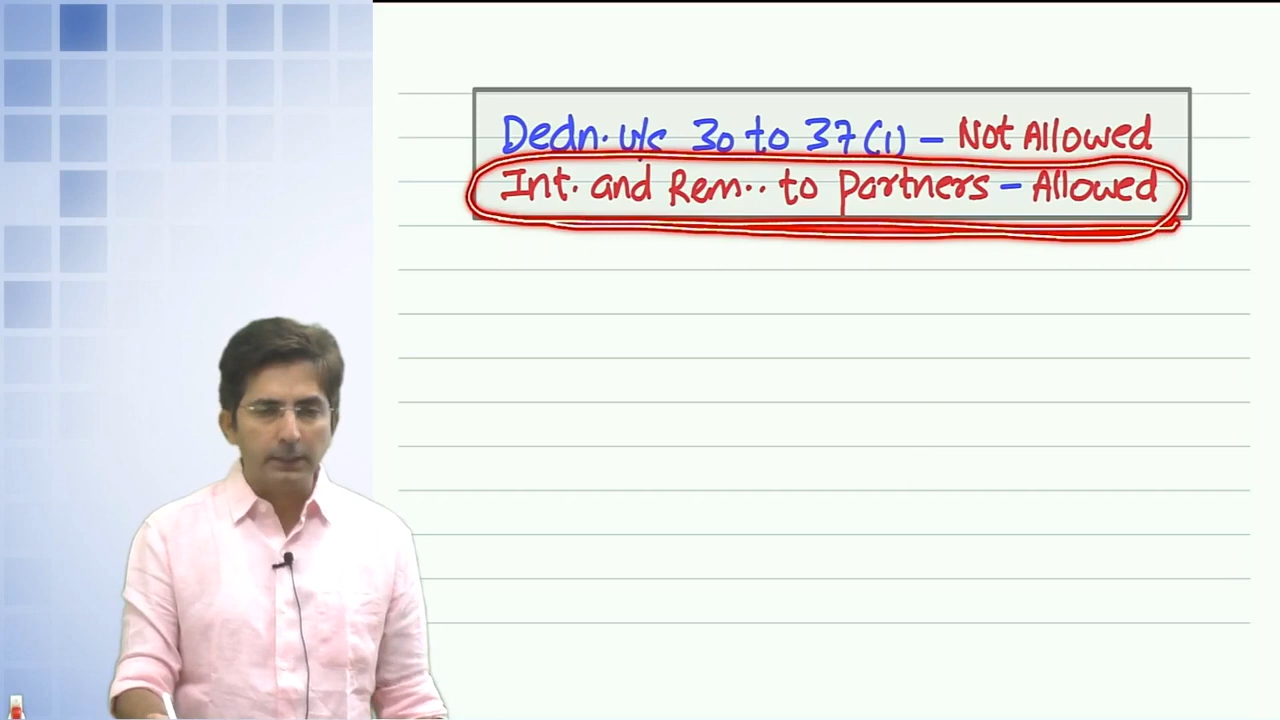 Dedn. u/s 30 to 37(1) – Not Allowed
Int. and Rem.. to partners – Allowed